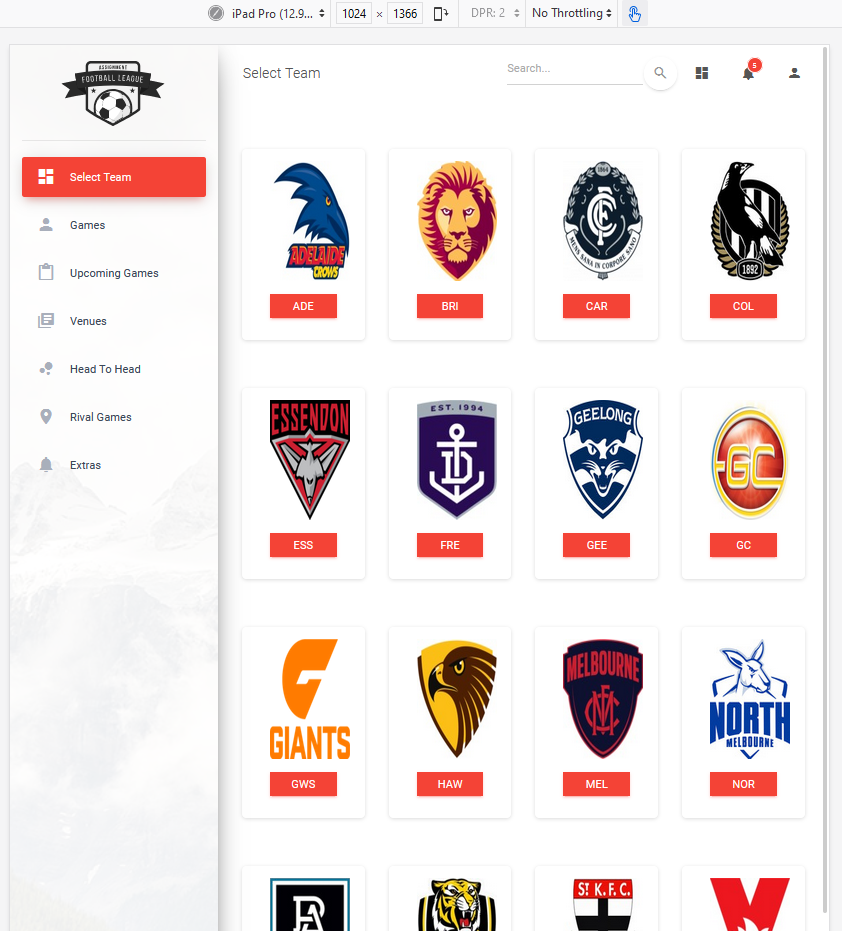 iPad Pro (12.9... 1024 × 1366 DPR: 2 No Throttling
ASSIGNMENT
FOOTBALL LEAGUE
Select Team
Search...
5
Select Team
Games
Upcoming Games
Venues
Head To Head
Rival Games
Extras
ADELAIDE
CROWS
1864
CFC
MENS SANA IN CORPORE SANO
1892
ADE
BRI
CAR
COL
ESSENDON
EST. 1994
FD
GEELONG
GC
ESS
FRE
GEE
GC
G
GIANTS
MELBOURNE
MFC
NORTH
MELBOURNE
GWS
HAW
MEL
NOR
PA
ST K.F.C.